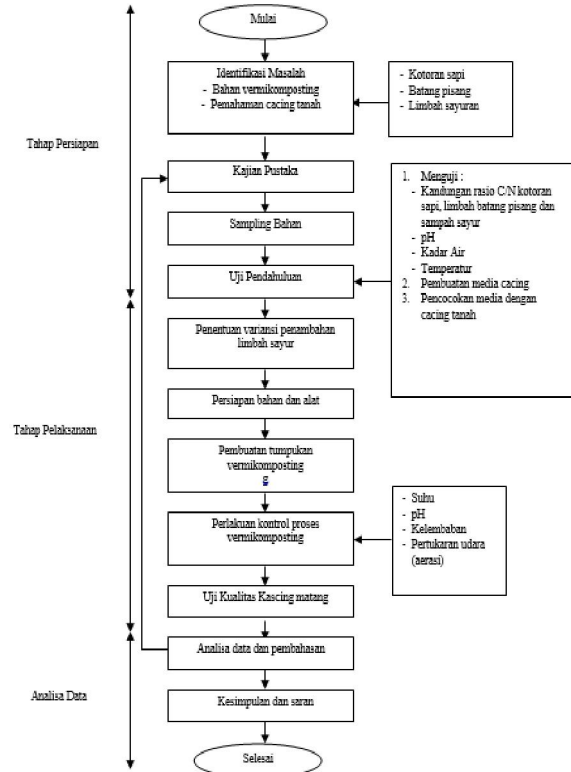 Mulai
Identifikasi Masalah
- Bahan vermikomposting
- Pemahaman cacing tanah
- Kotoran sapi
- Batang pisang
- Limbah sayuran
Tahap Persiapan
Kajian Pustaka
Sampling Bahan
Uji Pendahuluan
1. Menguji :
- Kandungan rasio C/N kotoran
sapi, limbah batang pisang dan
sampah sayur
- pH
- Kadar Air
- Temperatur
2. Pembuatan media cacing
3. Pencocokan media dengan
cacing tanah
Penentuan variansi penambahan
limbah sayur
Persiapan bahan dan alat
Tahap Pelaksanaan
Pembuatan tumpukan
vermikomposting
g
Perlakuan kontrol proses
vermikomposting
- Suhu
- pH
- Kelembaban
- Pertukaran udara
(aerasi)
Uji Kualitas Kascing matang
Analisa data dan pembahasan
Analisa Data
Kesimpulan dan saran
Selesai